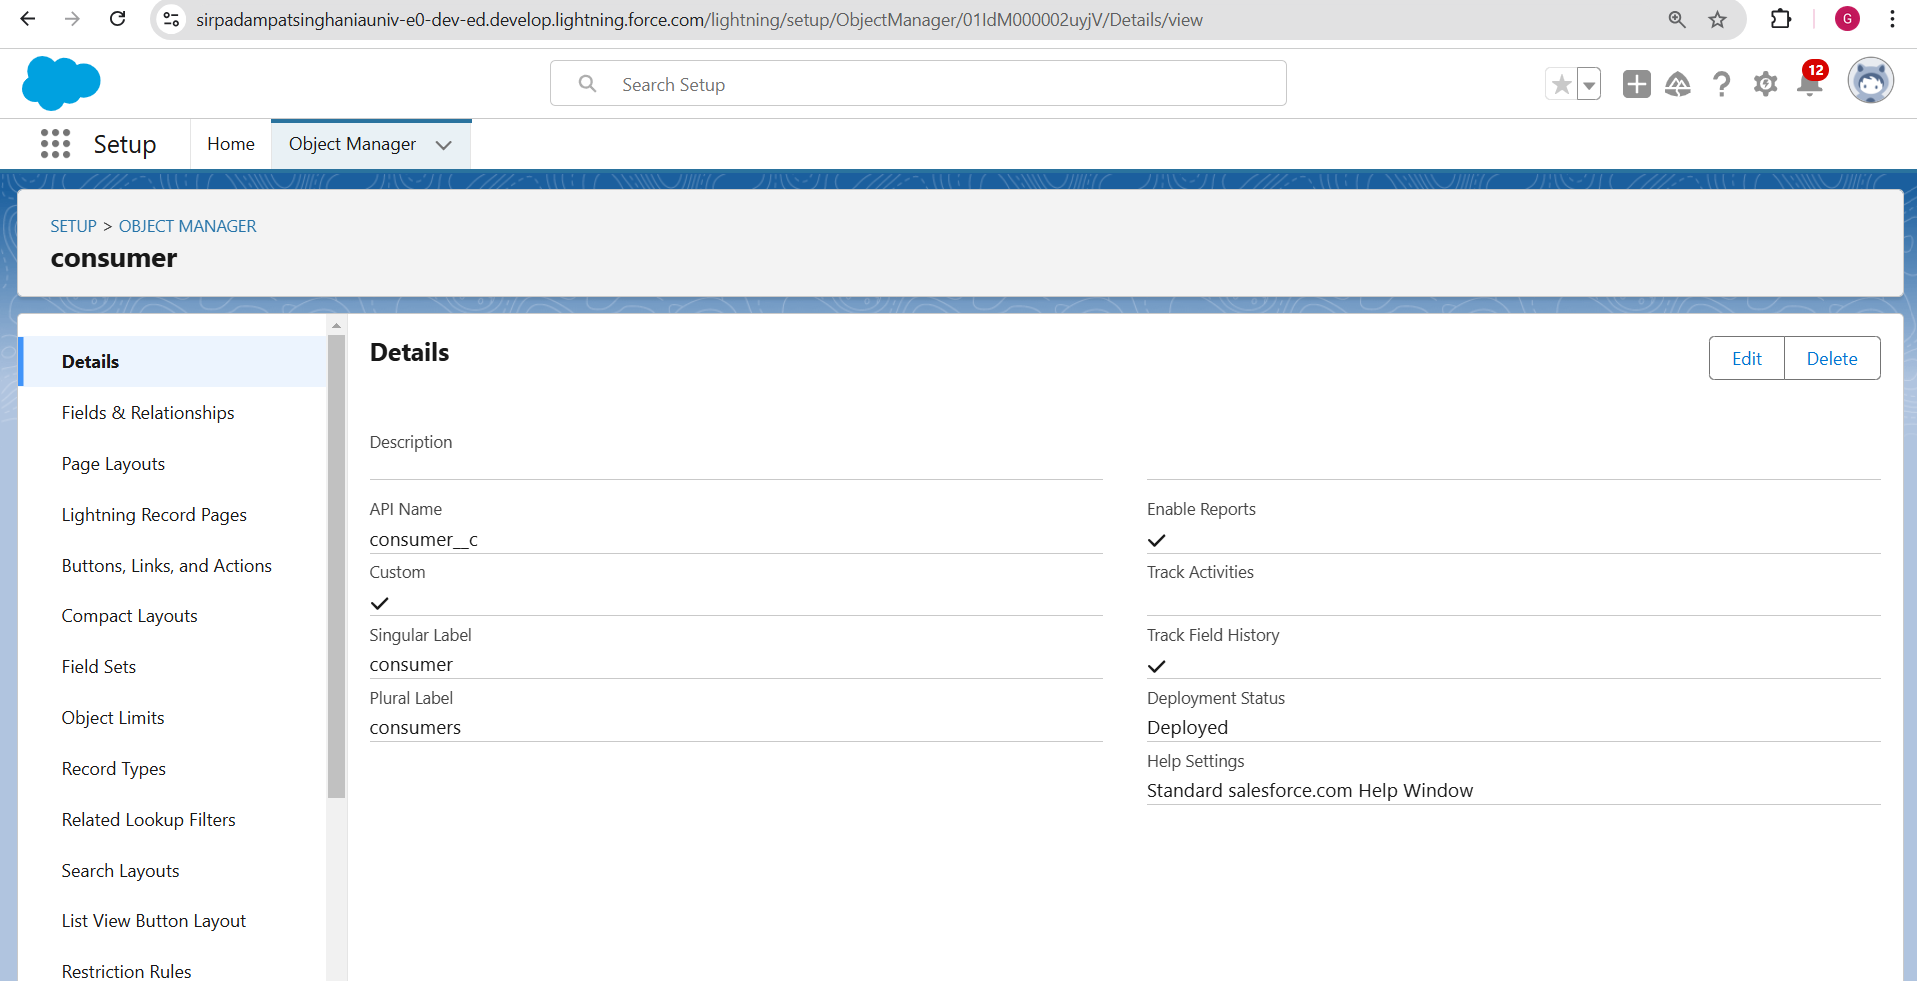 sirpadampatsinghaniauniv-e0-dev-ed.develop.lightning.force.com/lightning/setup/ObjectManager/01IdM000002uyjV/Details/view
G
Search Setup
12
Setup
Home
Object Manager
SETUP > OBJECT MANAGER
consumer
Details
Fields & Relationships
Page Layouts
Lightning Record Pages
Buttons, Links, and Actions
Compact Layouts
Field Sets
Object Limits
Record Types
Related Lookup Filters
Search Layouts
List View Button Layout
Restriction Rules
Details
Edit
Delete
Description
API Name
consumer__c
Custom
Singular Label
consumer
Plural Label
consumers
Enable Reports
Track Activities
Track Field History
Deployment Status
Deployed
Help Settings
Standard salesforce.com Help Window